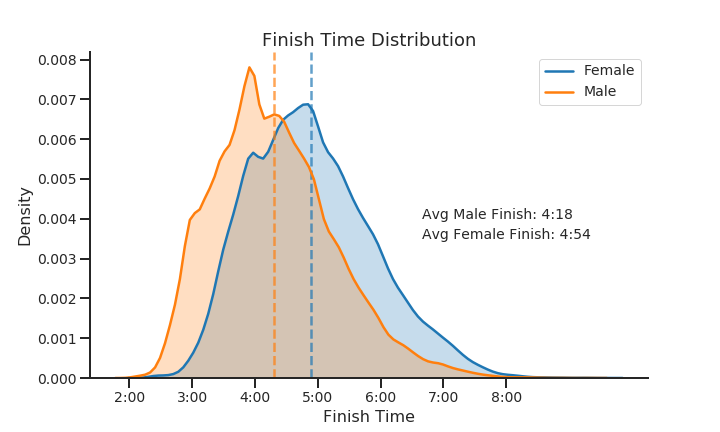 Finish Time Distribution
0.008
0.007
0.006
0.005
0.004
0.003
0.002
0.001
0.000
Density
Female
Male
Avg Male Finish: 4:18
Avg Female Finish: 4:54
2:00 3:00 4:00 5:00 6:00 7:00 8:00
Finish Time